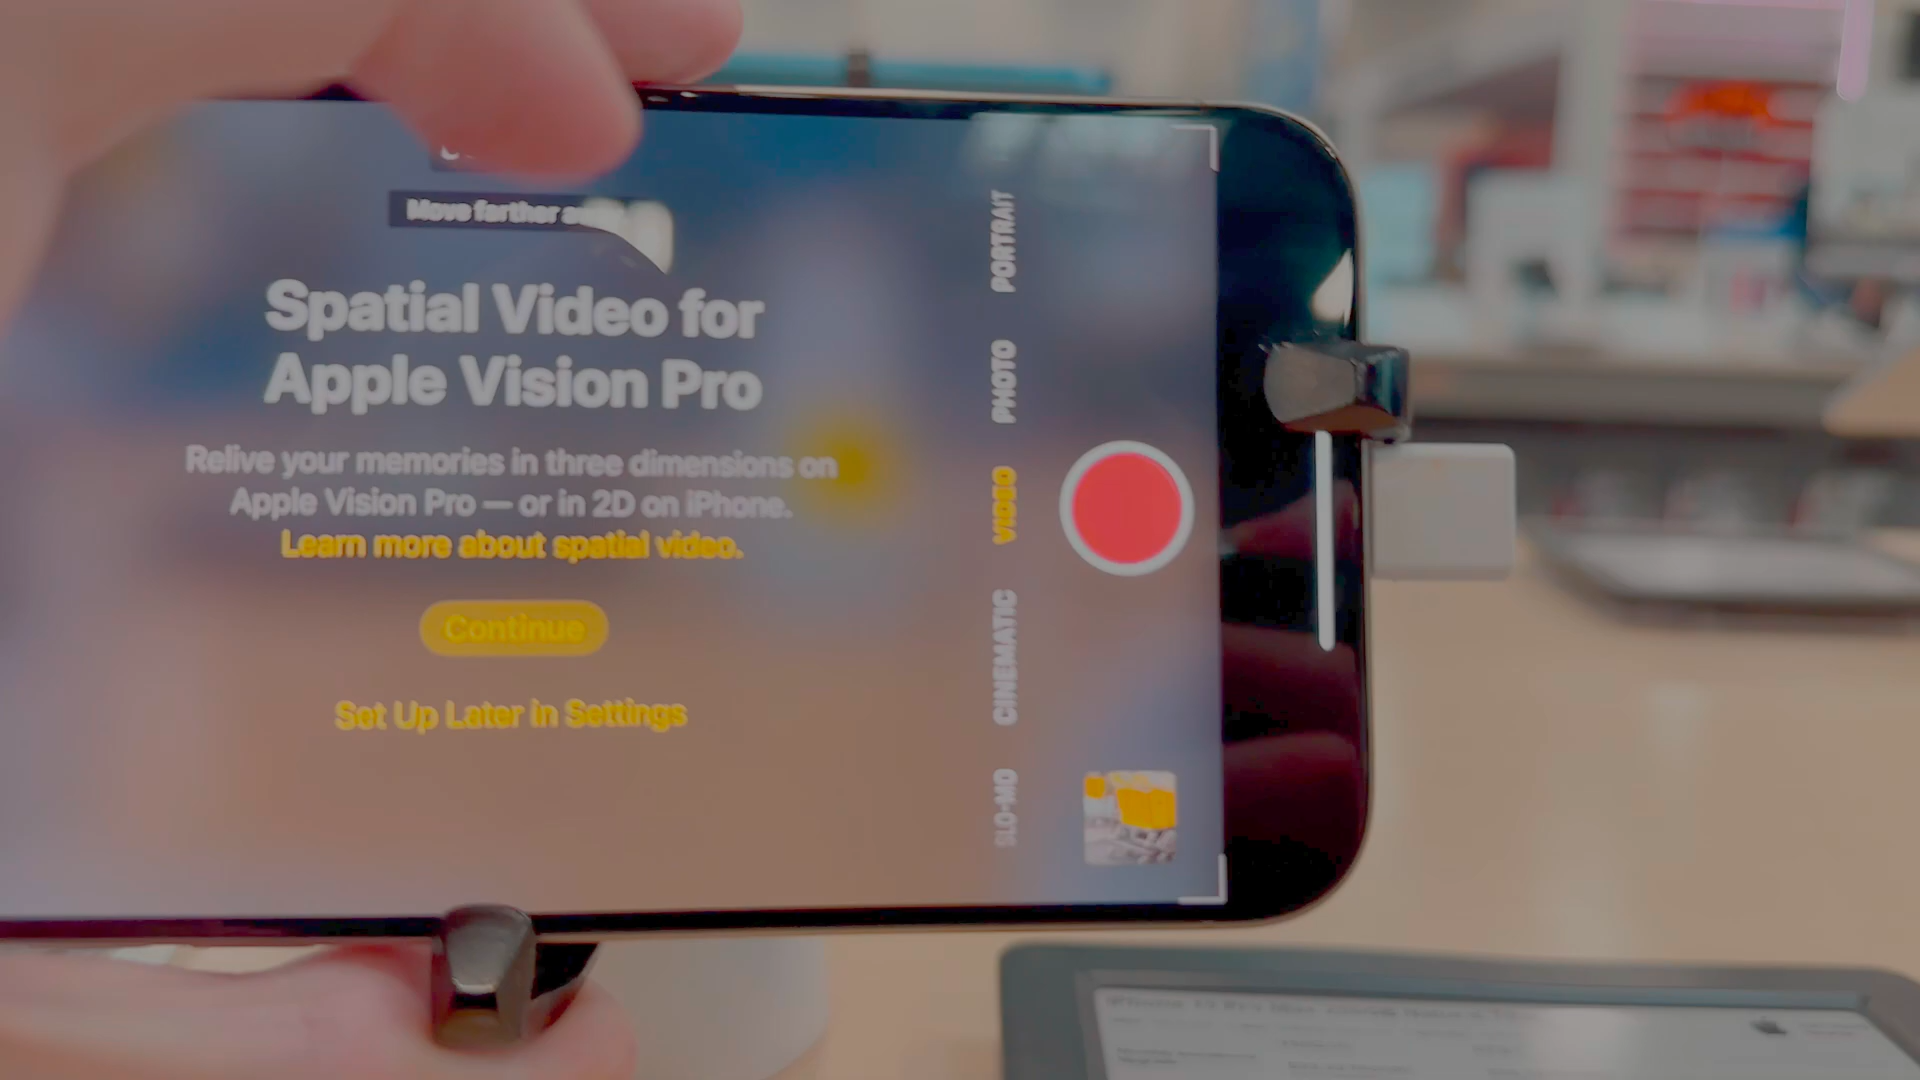 Move farther
Spatial Video for
Apple Vision Pro
Relive your memories in three dimensions on
Apple Vision Pro — or in 2D on iPhone.
Learn more about spatial video.
Continue
Set Up Later in Settings
PORTRAIT
PHOTO
VIDEO
CINEMATIC
SLO-MO